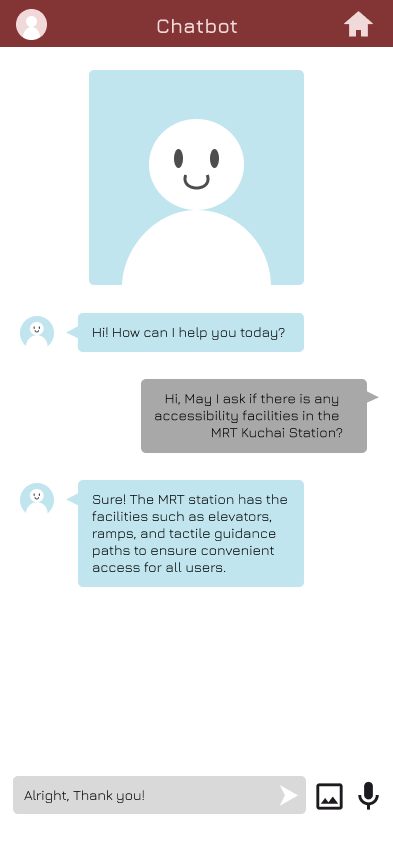 Chatbot
Hi! How can I help you today?
Hi, May I ask if there is any
accessibility facilities in the
MRT Kuchai Station?
Sure! The MRT station has the
facilities such as elevators,
ramps, and tactile guidance
paths to ensure convenient
access for all users.
Alright, Thank you!